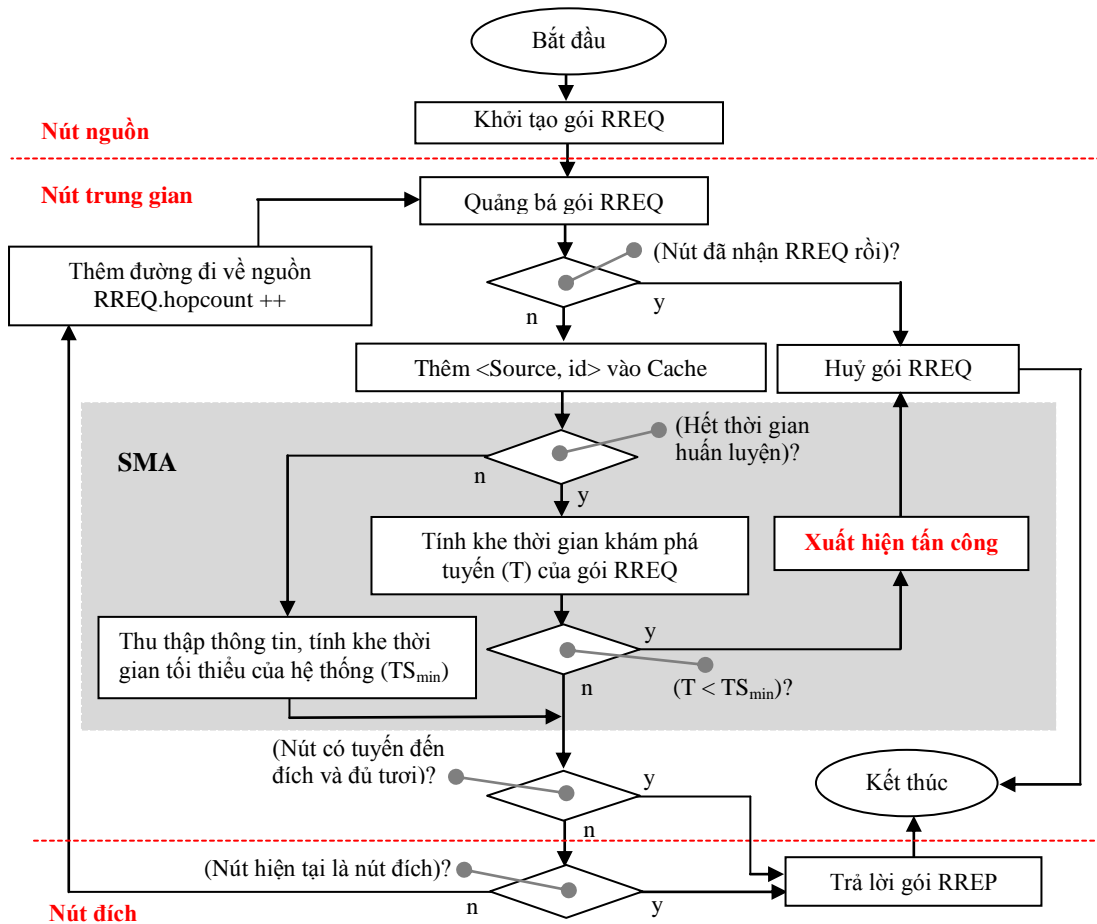 Bắt đầu
Khởi tạo gói RREQ
Nút nguồn
Nút trung gian
Quảng bá gói RREQ
(Nút đã nhận RREQ rồi)?
Thêm đường đi về nguồn
RREQ.hopcount ++
n
y
Thêm <Source, id> vào Cache
Huỷ gói RREQ
SMA
(Hết thời gian
huấn luyện)?
n
y
Tính khe thời gian khám phá
tuyến (T) của gói RREQ
Xuất hiện tấn công
Thu thập thông tin, tính khe thời
gian tối thiểu của hệ thống (TSmin)
y
n
(T < TSmin)?
(Nút có tuyến đến
đích và đủ tươi)?
y
n
Kết thúc
(Nút hiện tại là nút đích)?
n
y
Trả lời gói RREP
Nút đích